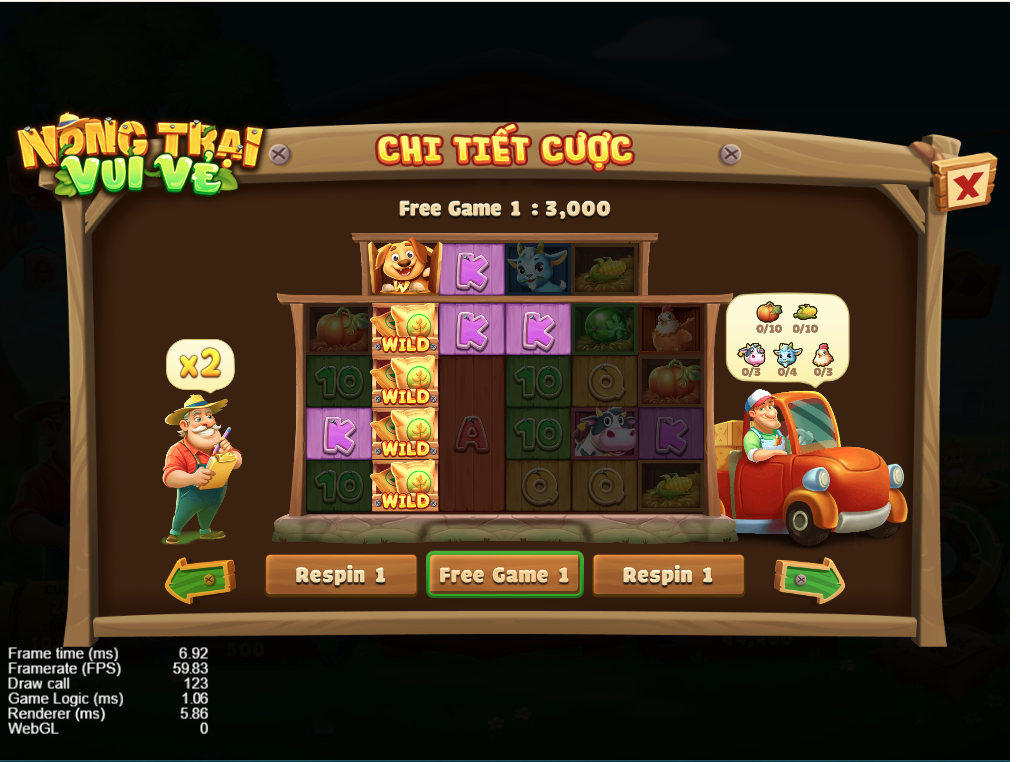 NÔNG TRẠI
VUI VẺ
CHI TIẾT CƯỢC
X
Free Game 1 : 3,000
W K
WILD K K
10 WILD 10 Q
K WILD A 10 K
10 WILD Q Q
x2
0/10 0/10
0/3 0/4 0/3
Respin 1 Free Game 1 Respin 1
Frame time (ms) 6.92
Framerate (FPS) 59.83
Draw call 123
Game Logic (ms) 1.06
Renderer (ms) 5.86
WebGL 0
500